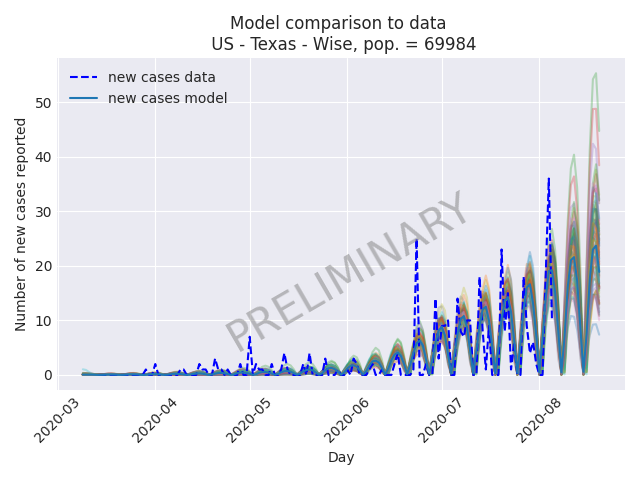 Model comparison to data
US - Texas - Wise, pop. = 69984
new cases data
new cases model
PRELIMINARY
Number of new cases reported
50
40
30
20
10
0
2020-03
2020-04
2020-05
2020-06
2020-07
2020-08
Day